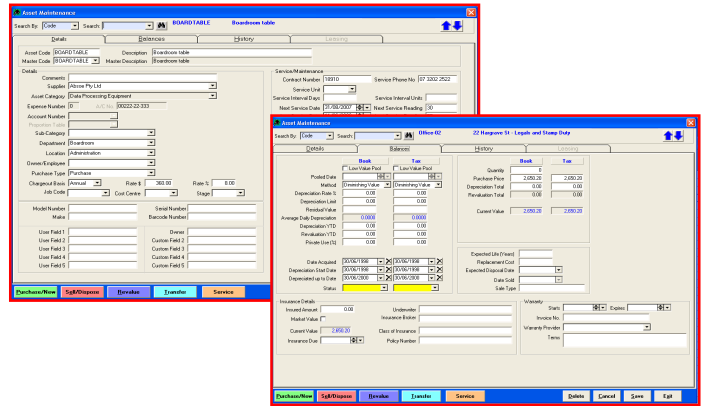 Asset Maintenance
Search By: Code Search: BOARDTABLE Boardroom table
Details Balances History Leasing
Asset Code BOARDTABLE Description Boardroom table
Master Code BOARDTABLE Master Description Boardroom table
Details
Comments
Supplier Abose Pty Ltd
Asset Category Data Processing Equipment
Expense Number 0 A/C No 00222-22-333
Account Number
Proportion Table
Sub-Category
Department Boardroom
Location Administration
Owner/Employee
Purchase Type Purchase
Chargeout Basis Annual Rate $ 360.00 Rate % 0.00
Job Code Cost Centre Stage
Service/Maintenance
Contract Number 18910 Service Phone No 07 3202 2522
Service Unit
Service Interval Days Service Interval Units
Next Service Date 31/08/2007 Next Service Reading 30
Model Number Serial Number
Make Barcode Number
User Field 1 Owner
User Field 2 Custom Field 2
User Field 3 Custom Field 3
User Field 4 Custom Field 4
User Field 5 Custom Field 5
Purchase/New Sell/Dispose Revalue Transfer Service
Asset Maintenance
Search By: Code Search: Office 02 22 Hargrave St - Legals and Stamp Duty
Details Balances History Leasing
Book Tax
Low Value Pool Low Value Pool
Pooled Date
Method Diminishing Value Diminishing Value
Depreciation Rate % 0.00 0.00
Depreciation Limit 0.00 0.00
Residual Value
Average Daily Depreciation 0.0000 0.0000
Depreciation YTD 0.00 0.00
Revaluation YTD 0.00 0.00
Private Use (%) 0.00 0.00
Date Acquired 30/06/1998 30/06/1998
Depreciation Start Date 30/06/1998 30/06/1998
Depreciated up to Date 30/06/2000 30/06/2000
Status
Book Tax
Quantity 0
Purchase Price 2,650.20 2,650.20
Depreciation Total 0.00 0.00
Revaluation Total 0.00 0.00
Current Value 2,650.20 2,650.20
Expected Life (Years)
Replacement Cost
Expected Disposal Date
Date Sold
Sale Type
Insurance Details
Insured Amount 0.00 Underwriter
Market Value Insurance Broker
Current Value 2,650.20 Class of Insurance
Insurance Due Policy Number
Warranty
Starts Expires
Invoice No.
Warranty Provider
Terms
Purchase/New Sell/Dispose Revalue Transfer Service Delete Cancel Save Exit